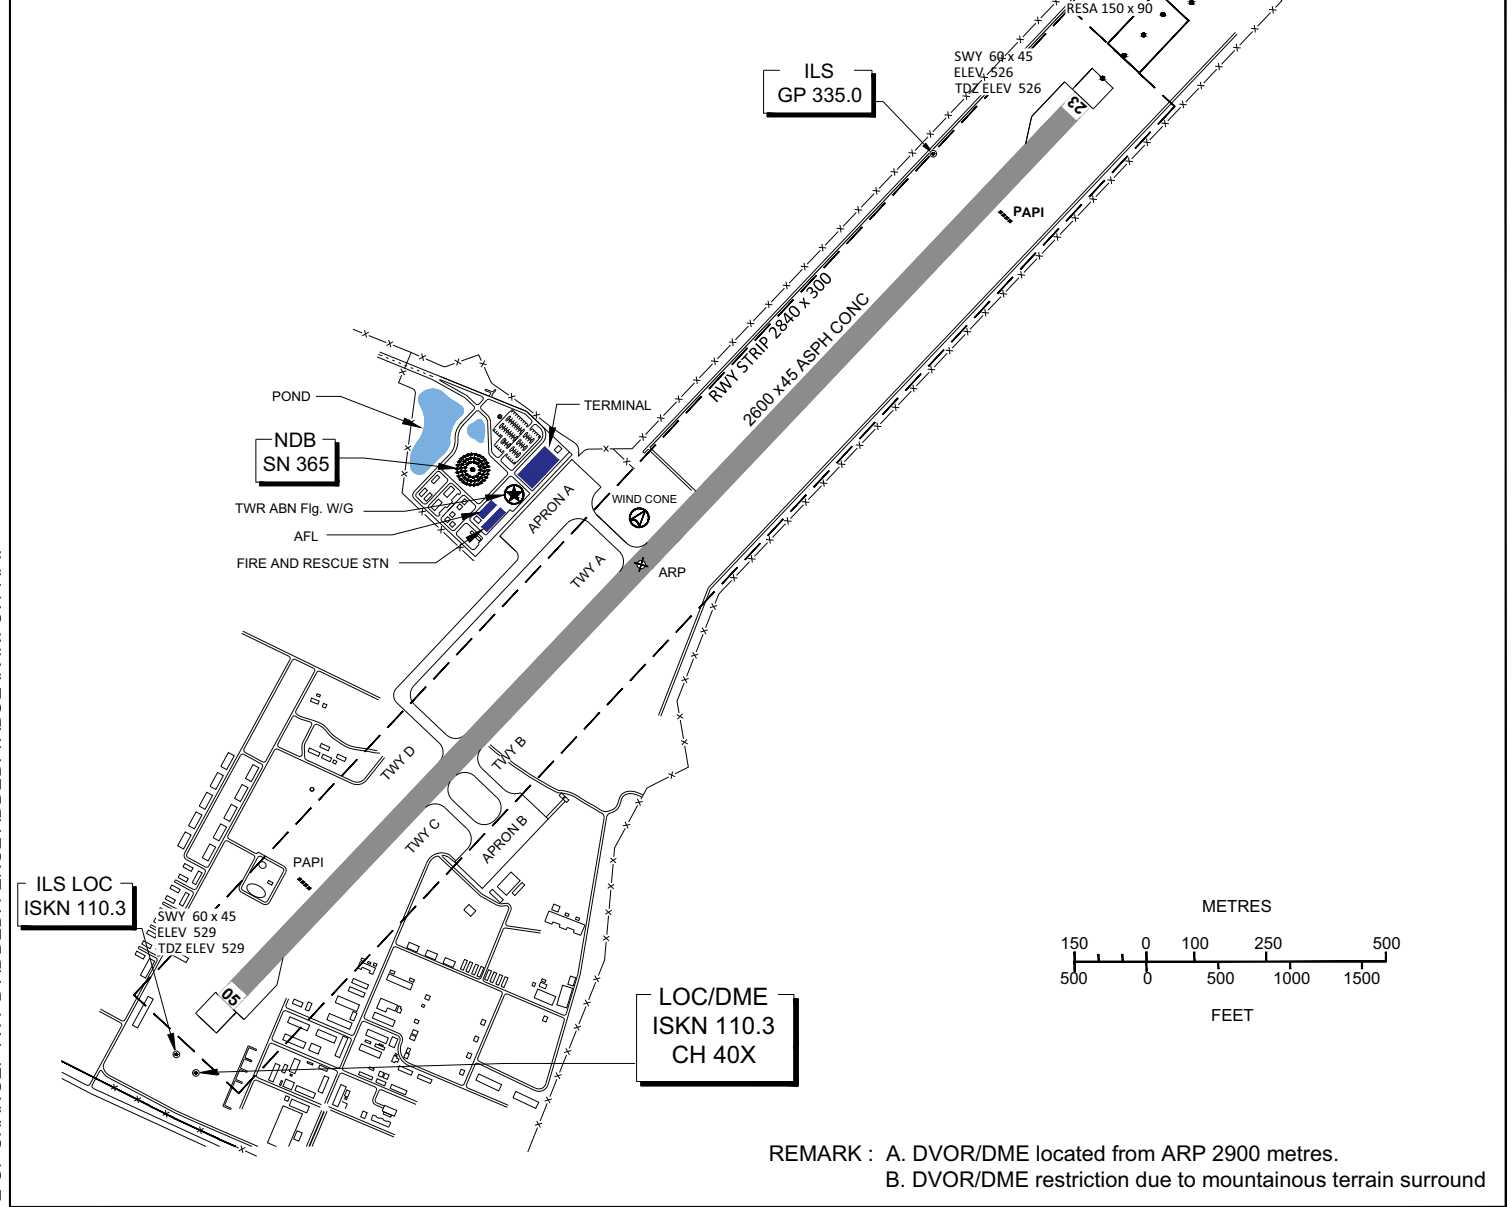 RESA 150 x 90
SWY 60 x 45
ELEV 526
TDZ ELEV 526
ILS
GP 335.0
23
PAPI
RWY STRIP 2840 x 300
2600 x 45 ASPH CONC
POND
TERMINAL
NDB
SN 365
WIND CONE
TWR ABN Flg. W/G
APRON A
AFL
FIRE AND RESCUE STN
TWY A
ARP
TWY D
TWY B
TWY C
APRON B
PAPI
ILS LOC
ISKN 110.3
SWY 60 x 45
ELEV 529
TDZ ELEV 529
05
LOC/DME
ISKN 110.3
CH 40X
METRES
150 0 100 250 500
500 0 500 1000 1500
FEET
REMARK : A. DVOR/DME located from ARP 2900 metres.
B. DVOR/DME restriction due to mountainous terrain surround